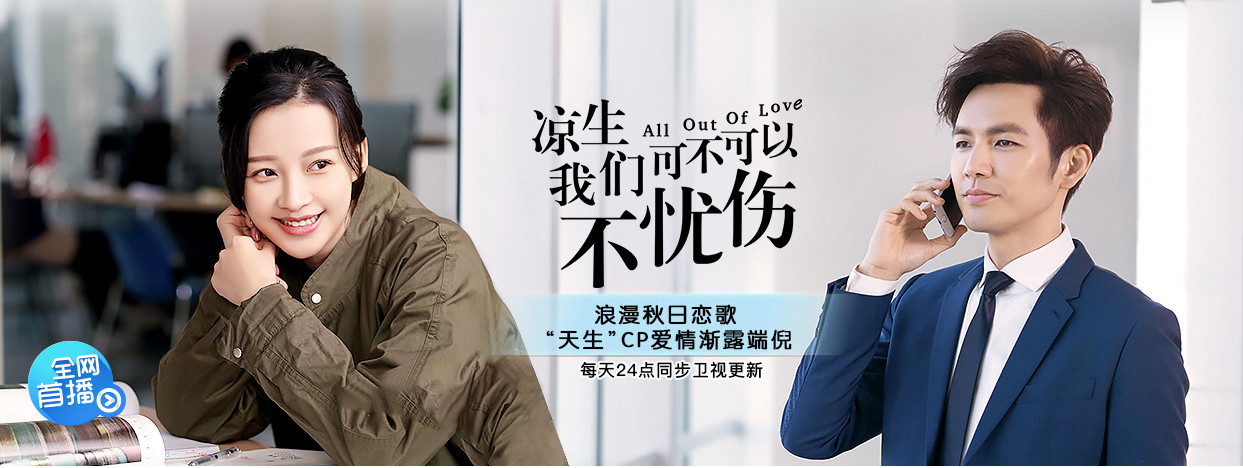 凉生
All Out Of Love
我们可不可以
不忧伤
浪漫秋日恋歌
“天生”CP爱情渐露端倪
每天24点同步卫视更新
全网
首播